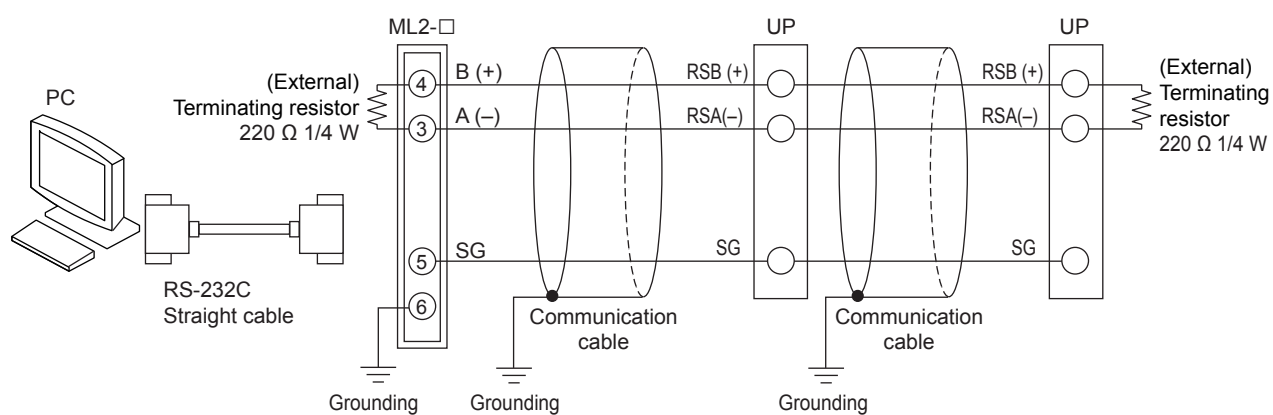 ML2-□
UP
UP
PC
(External)
Terminating resistor
220 Ω 1/4 W
4
B (+)
RSB (+)
RSB (+)
(External)
Terminating
resistor
220 Ω 1/4 W
3
A (–)
RSA(–)
RSA(–)
5
SG
SG
SG
6
RS-232C
Straight cable
Communication
cable
Communication
cable
Grounding
Grounding
Grounding